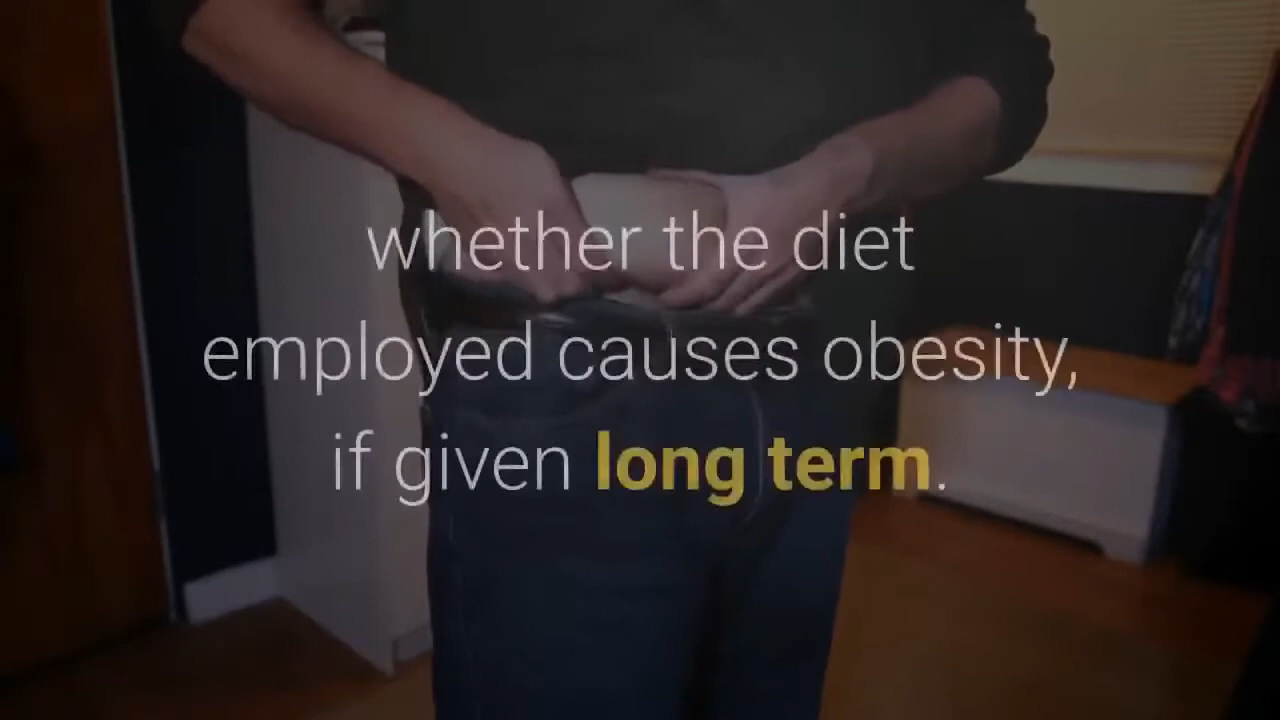 whether the diet
employed causes obesity,
if given long term.